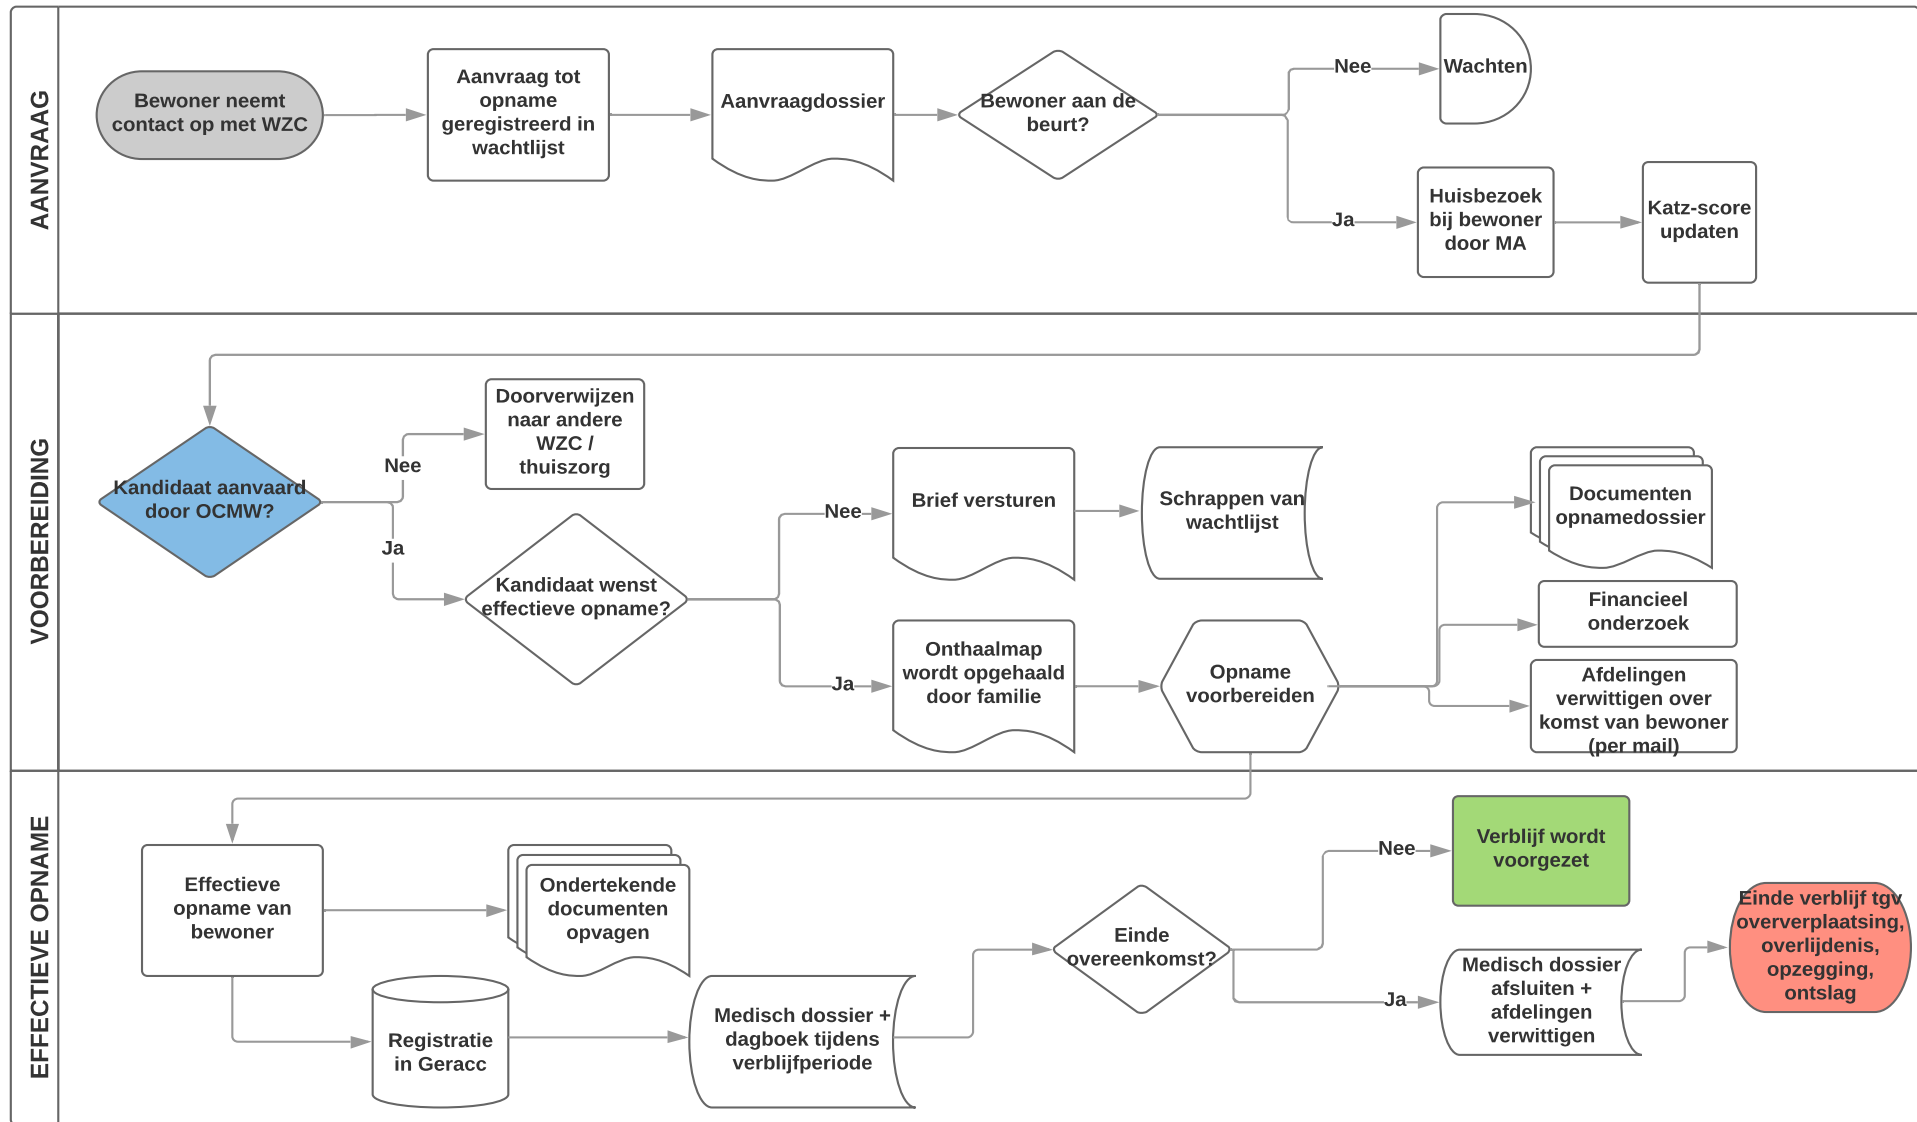 AANVRAAG
Bewoner neemt
contact op met WZC
Aanvraag tot
opname
geregistreerd in
wachtlijst
Aanvraagdossier
Bewoner aan de
beurt?
Nee
Wachten
Ja
Huisbezoek
bij bewoner
door MA
Katz-score
updaten
VOORBEREIDING
Kandidaat aanvaard
door OCMW?
Nee
Doorverwijzen
naar andere
WZC /
thuiszorg
Ja
Kandidaat wenst
effectieve opname?
Nee
Brief versturen
Schrappen van
wachtlijst
Ja
Onthaalmap
wordt opgehaald
door familie
Opname
voorbereiden
Documenten
opnamedossier
Financieel
onderzoek
Afdelingen
verwittigen over
komst van bewoner
(per mail)
EFFECTIEVE OPNAME
Effectieve
opname van
bewoner
Ondertekende
documenten
opvagen
Registratie
in Geracc
Medisch dossier +
dagboek tijdens
verblijfperiode
Einde
overeenkomst?
Nee
Verblijf wordt
voorgezet
Ja
Medisch dossier
afsluiten +
afdelingen
verwittigen
Einde verblijf tgv
oververplaatsing,
overlijdenis,
opzegging,
ontslag